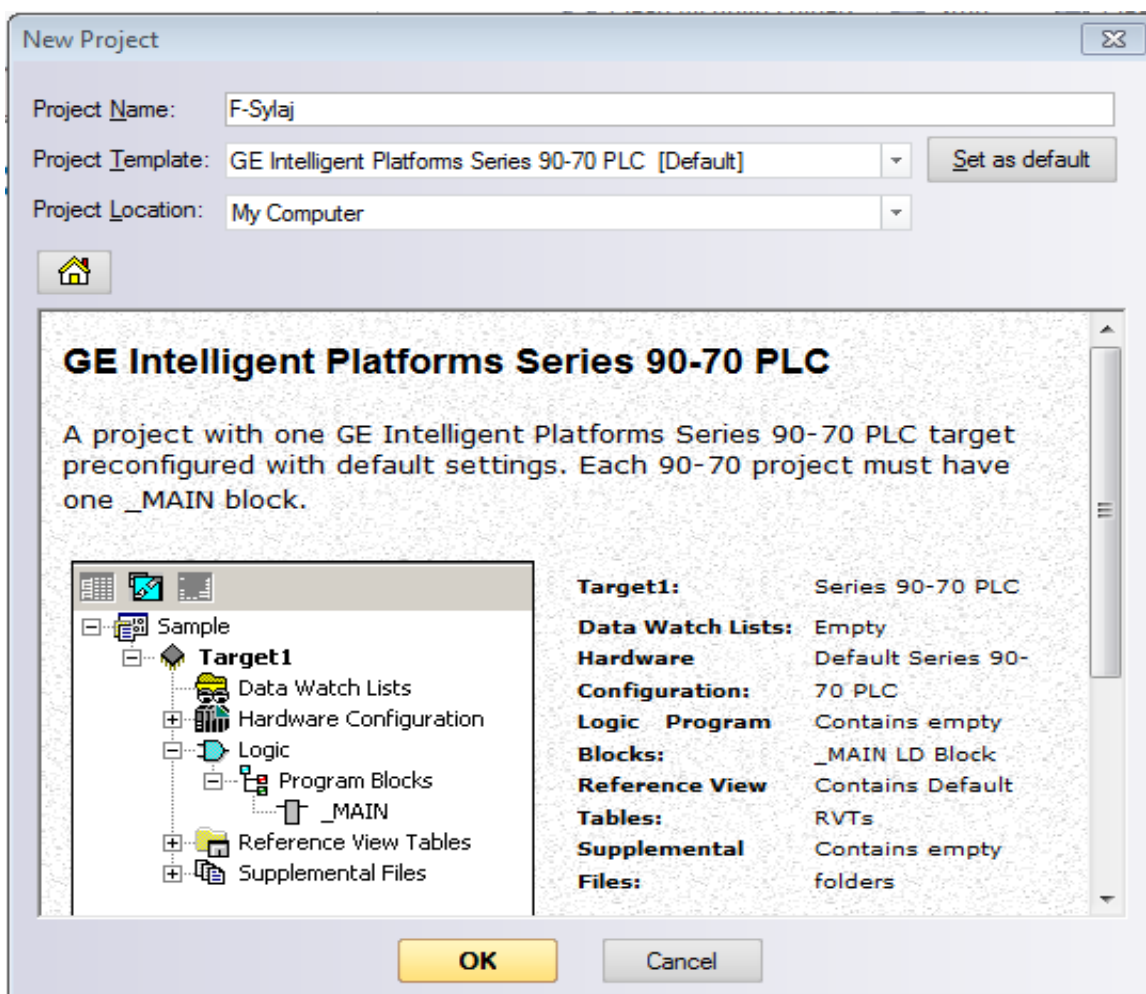 New Project
Project Name: F-Sylaj
Project Template: GE Intelligent Platforms Series 90-70 PLC [Default] Set as default
Project Location: My Computer
GE Intelligent Platforms Series 90-70 PLC
A project with one GE Intelligent Platforms Series 90-70 PLC target
preconfigured with default settings. Each 90-70 project must have
one _MAIN block.
Sample
Target1
Data Watch Lists
Hardware Configuration
Logic
Program Blocks
_MAIN
Reference View Tables
Supplemental Files
Target1: Series 90-70 PLC
Data Watch Lists: Empty
Hardware Default Series 90-
Configuration: 70 PLC
Logic Program Contains empty
Blocks: _MAIN LD Block
Reference View Contains Default
Tables: RVTs
Supplemental Contains empty
Files: folders
OK Cancel